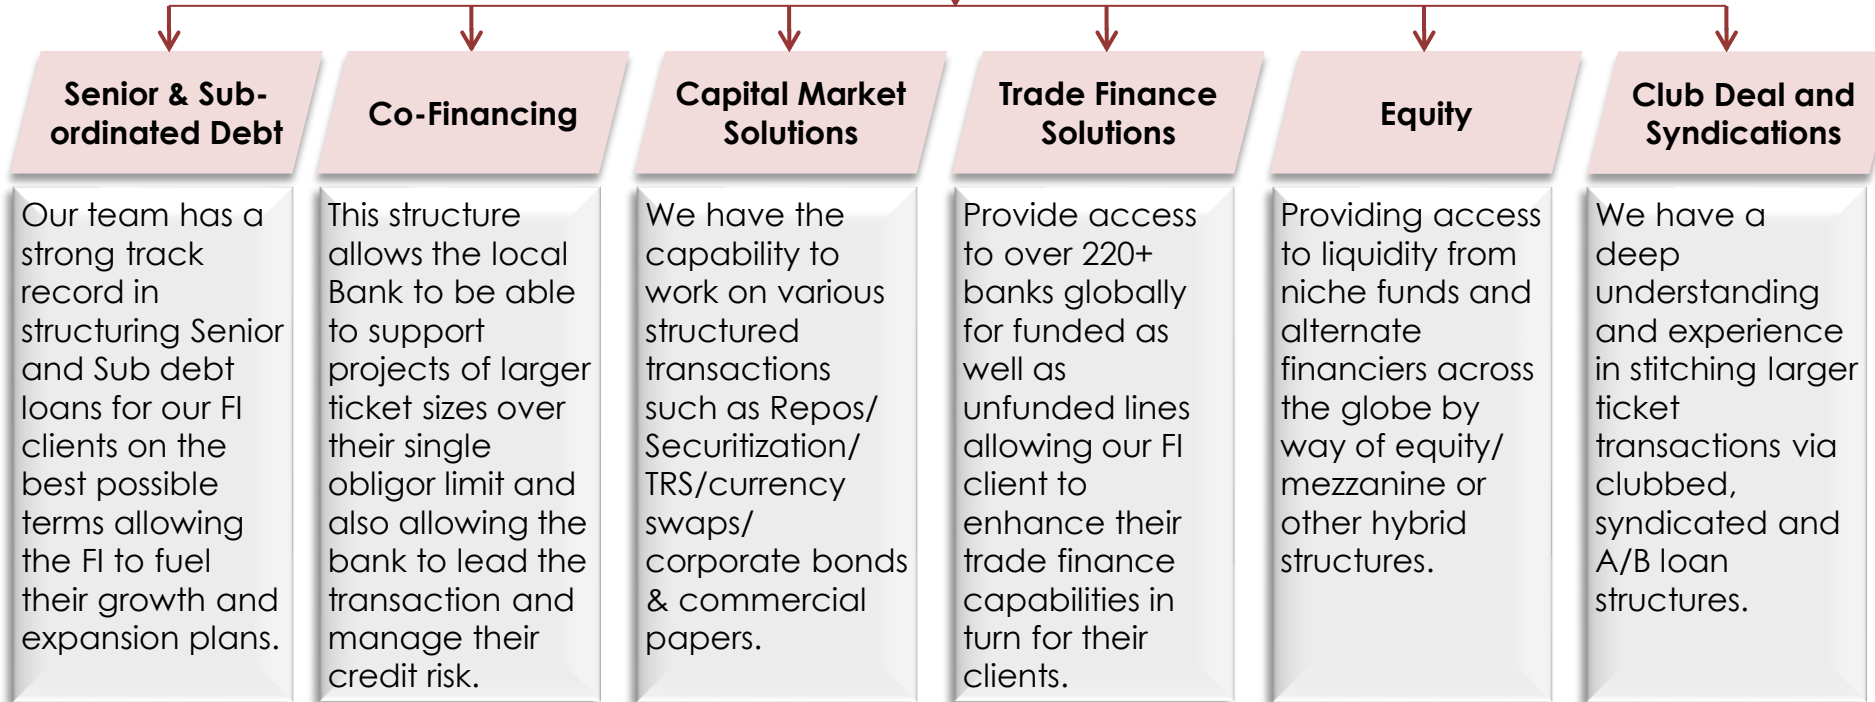 Senior & Sub-
ordinated Debt
Our team has a
strong track
record in
structuring Senior
and Sub debt
loans for our FI
clients on the
best possible
terms allowing
the FI to fuel
their growth and
expansion plans.
Co-Financing
This structure
allows the local
Bank to be able
to support
projects of larger
ticket sizes over
their single
obligor limit and
also allowing the
bank to lead the
transaction and
manage their
credit risk.
Capital Market
Solutions
We have the
capability to
work on various
structured
transactions
such as Repos/
Securitization/
TRS/currency
swaps/
corporate bonds
& commercial
papers.
Trade Finance
Solutions
Provide access
to over 220+
banks globally
for funded as
well as
unfunded lines
allowing our FI
client to
enhance their
trade finance
capabilities in
turn for their
clients.
Equity
Providing access
to liquidity from
niche funds and
alternate
financiers across
the globe by
way of equity/
mezzanine or
other hybrid
structures.
Club Deal and
Syndications
We have a
deep
understanding
and experience
in stitching larger
ticket
transactions via
clubbed,
syndicated and
A/B loan
structures.